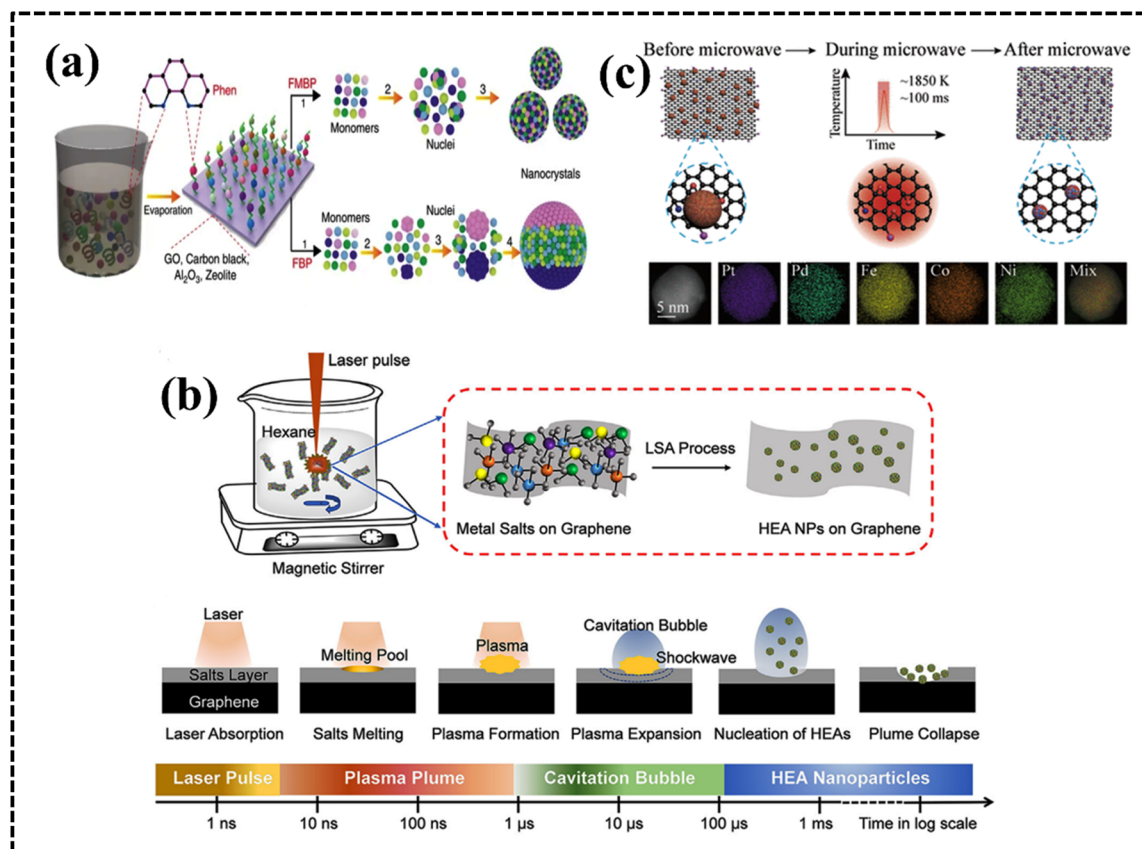 (a)
Phen
Evaporation
GO, Carbon black,
Al₂O₃, Zeolite
FMBP
1
Monomers
2
Nuclei
3
Nanocrystals
1
FBP
Monomers
2
Nuclei
3
4
(c)
Before microwave
During microwave
After microwave
Temperature
~1850 K
~100 ms
Time
5 nm
Pt
Pd
Fe
Co
Ni
Mix
(b)
Laser pulse
Hexane
Magnetic Stirrer
LSA Process
Metal Salts on Graphene
HEA NPs on Graphene
Laser
Salts Layer
Graphene
Laser Absorption
Melting Pool
Salts Melting
Plasma
Plasma Formation
Cavitation Bubble
Shockwave
Plasma Expansion
Nucleation of HEAs
Plume Collapse
Laser Pulse
Plasma Plume
Cavitation Bubble
HEA Nanoparticles
1 ns
10 ns
100 ns
1 μs
10 μs
100 μs
1 ms
Time in log scale